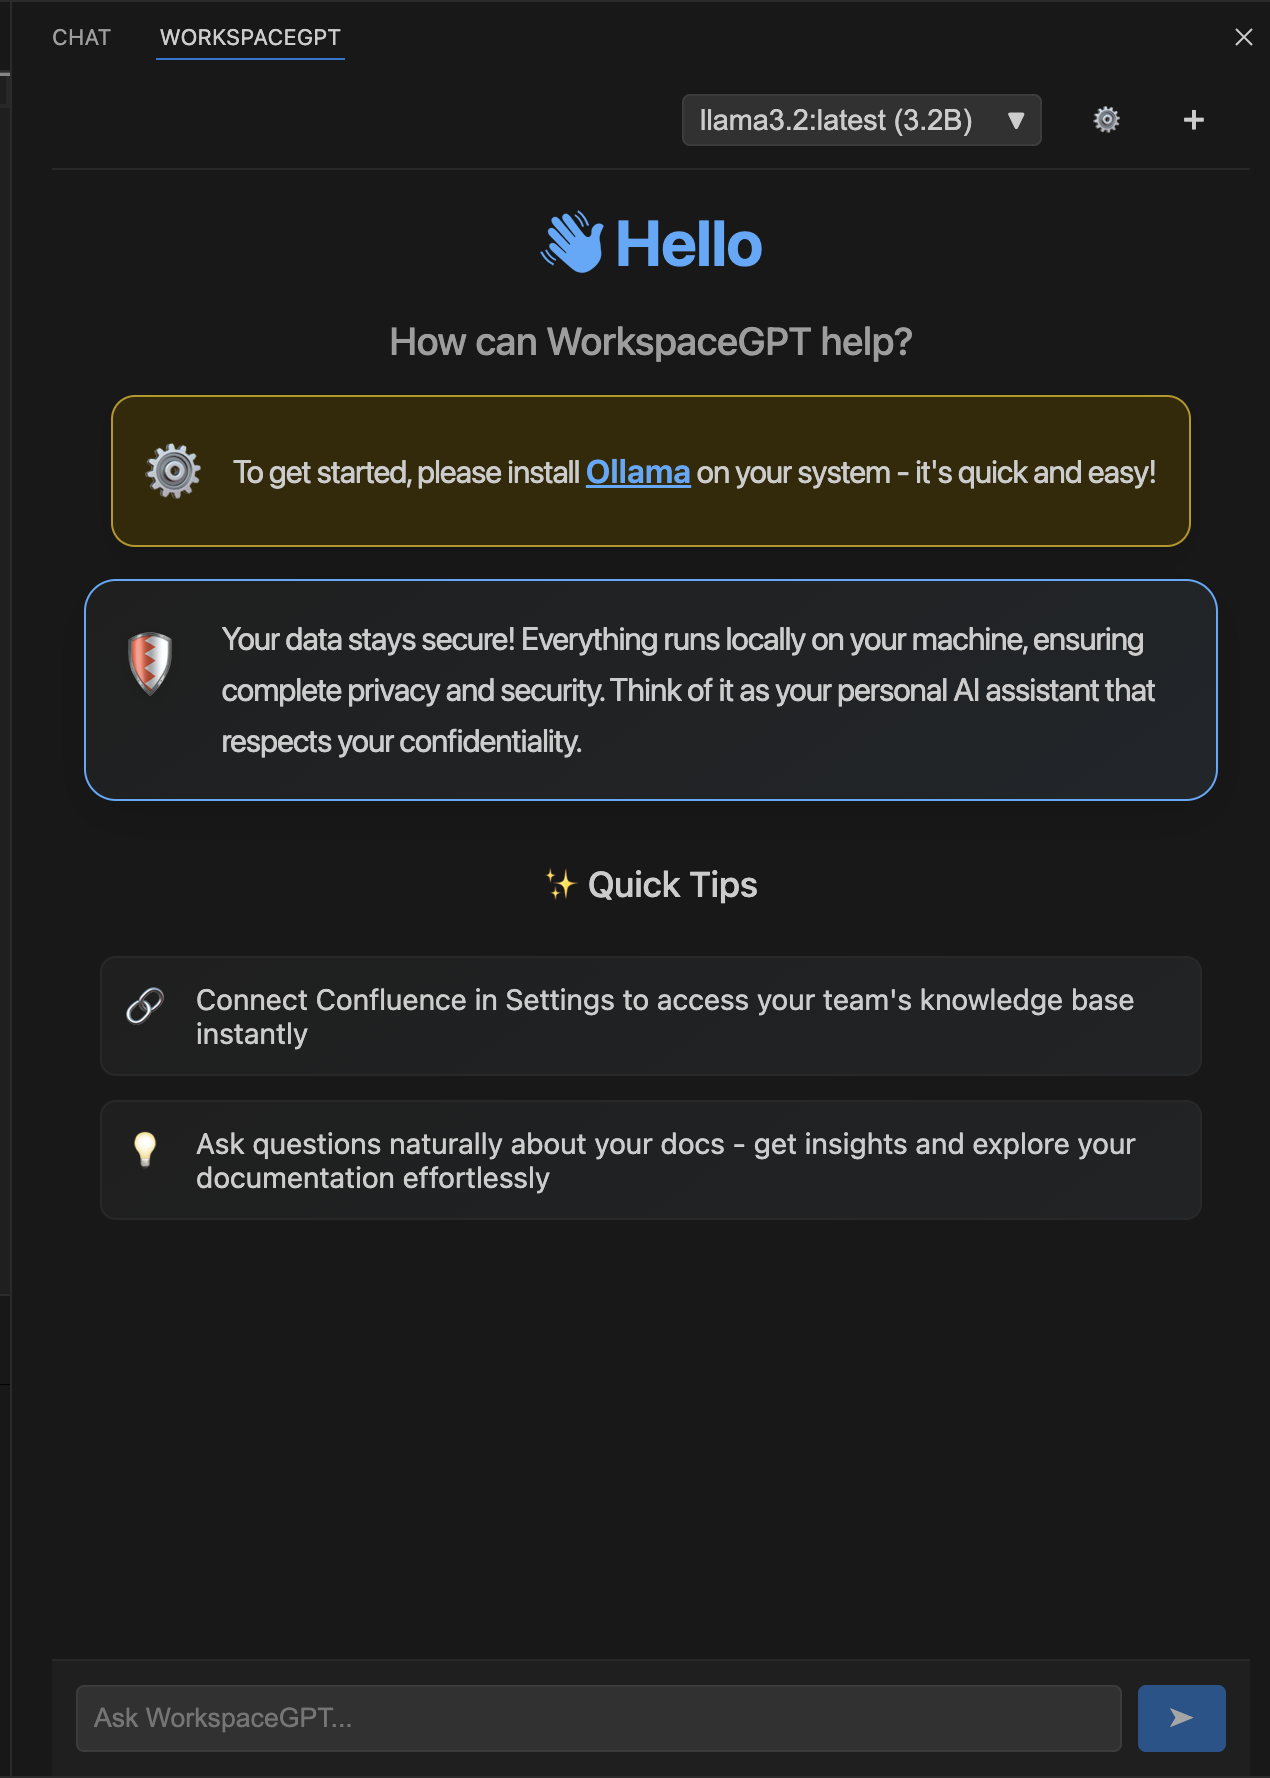 CHAT WORKSPACEGPT
llama3.2:latest (3.2B)
Hello
How can WorkspaceGPT help?
To get started, please install Ollama on your system - it's quick and easy!
Your data stays secure! Everything runs locally on your machine, ensuring
complete privacy and security. Think of it as your personal AI assistant that
respects your confidentiality.
Quick Tips
Connect Confluence in Settings to access your team's knowledge base
instantly
Ask questions naturally about your docs - get insights and explore your
documentation effortlessly
Ask WorkspaceGPT...